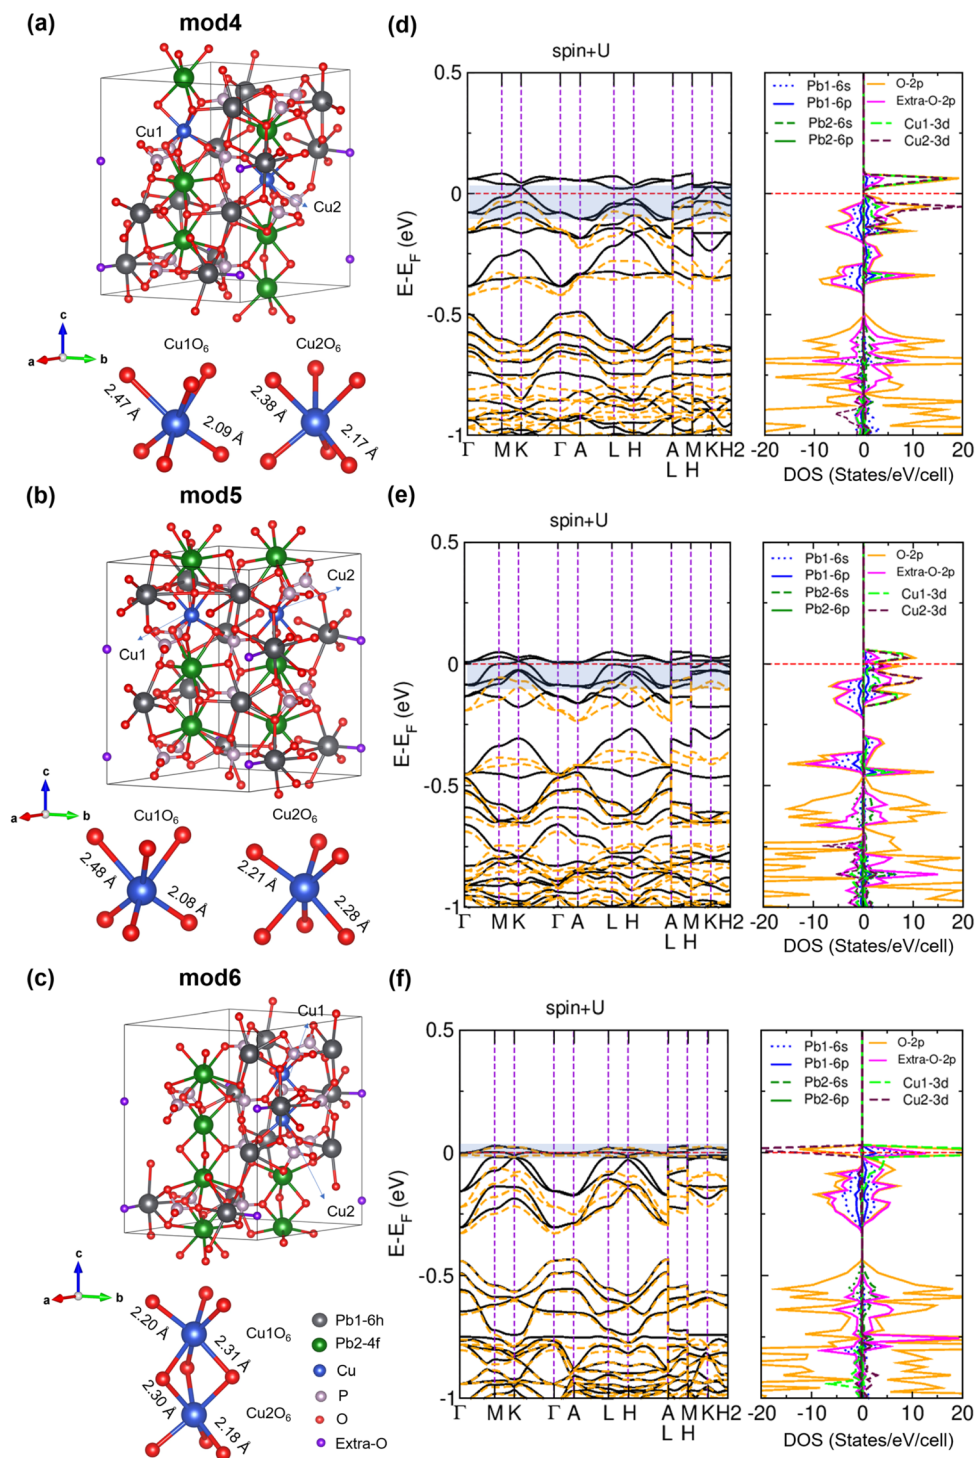 (a) mod4
Cu1
Cu2
c
a
b
Cu1O₆
Cu2O₆
2.47 Å
2.09 Å
2.38 Å
2.17 Å
(d)
spin+U
0.5
0
-0.5
-1
E-E_F (eV)
Γ M K Γ A L H A M K H2
L H
Pb1-6s
Pb1-6p
Pb2-6s
Pb2-6p
O-2p
Extra-O-2p
Cu1-3d
Cu2-3d
-20 -10 0 10 20
DOS (States/eV/cell)
(b) mod5
Cu2
Cu1
c
a
b
Cu1O₆
Cu2O₆
2.48 Å
2.08 Å
2.21 Å
2.28 Å
(e)
spin+U
0.5
0
-0.5
-1
E-E_F (eV)
Γ M K Γ A L H A M K H2
L H
Pb1-6s
Pb1-6p
Pb2-6s
Pb2-6p
O-2p
Extra-O-2p
Cu1-3d
Cu2-3d
-20 -10 0 10 20
DOS (States/eV/cell)
(c) mod6
Cu1
Cu2
c
a
b
2.20 Å
2.31 Å
2.30 Å
2.18 Å
Cu1O₆
Cu2O₆
Pb1-6h
Pb2-4f
Cu
P
O
Extra-O
(f)
spin+U
0.5
0
-0.5
-1
E-E_F (eV)
Γ M K Γ A L H A M K H2
L H
Pb1-6s
Pb1-6p
Pb2-6s
Pb2-6p
O-2p
Extra-O-2p
Cu1-3d
Cu2-3d
-20 -10 0 10 20
DOS (States/eV/cell)